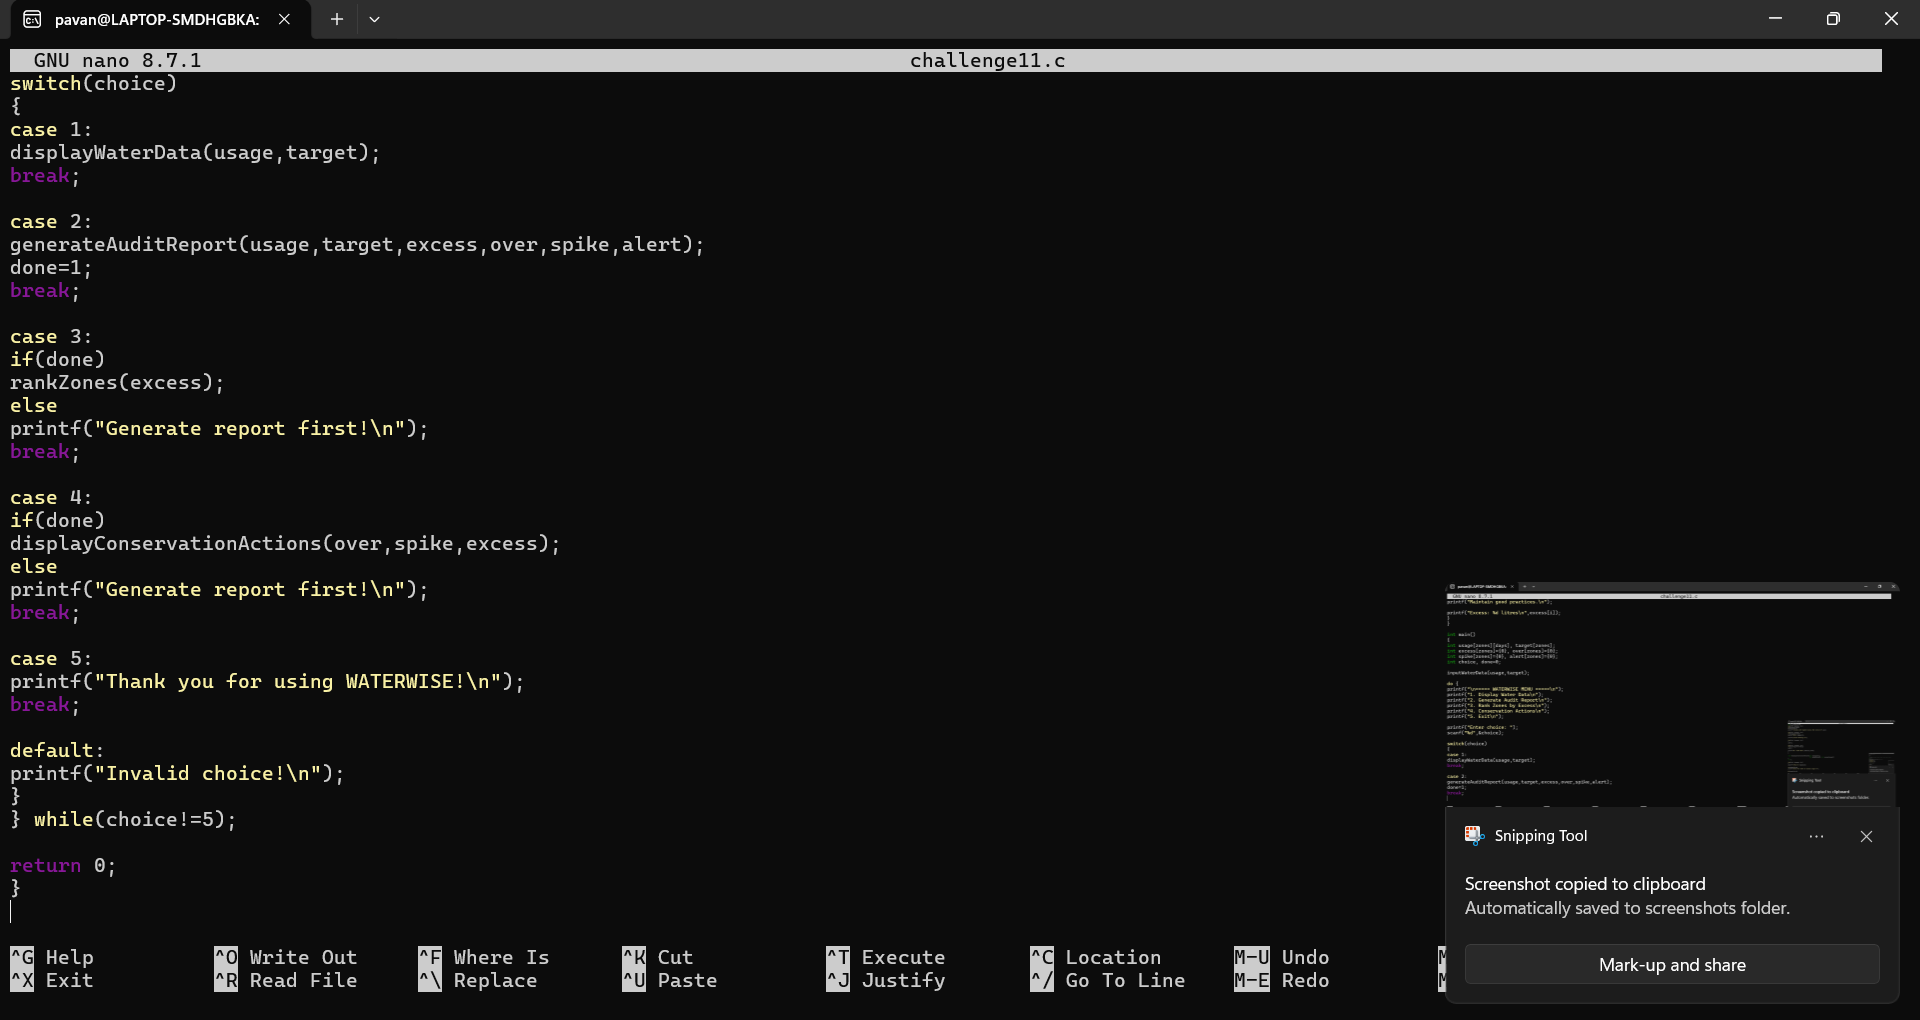 pavan@LAPTOP-SMDHGBKA:
GNU nano 8.7.1 challenge11.c
switch(choice)
{
case 1:
displayWaterData(usage,target);
break;
case 2:
generateAuditReport(usage,target,excess,over,spike,alert);
done=1;
break;
case 3:
if(done)
rankZones(excess);
else
printf("Generate report first!\n");
break;
case 4:
if(done)
displayConservationActions(over,spike,excess);
else
printf("Generate report first!\n");
break;
case 5:
printf("Thank you for using WATERWISE!\n");
break;
default:
printf("Invalid choice!\n");
}
} while(choice!=5);
return 0;
}
^G Help ^O Write Out ^F Where Is ^K Cut ^T Execute ^C Location M-U Undo
^X Exit ^R Read File ^\ Replace ^U Paste ^J Justify ^/ Go To Line M-E Redo
Snipping Tool
Screenshot copied to clipboard
Automatically saved to screenshots folder.
Mark-up and share